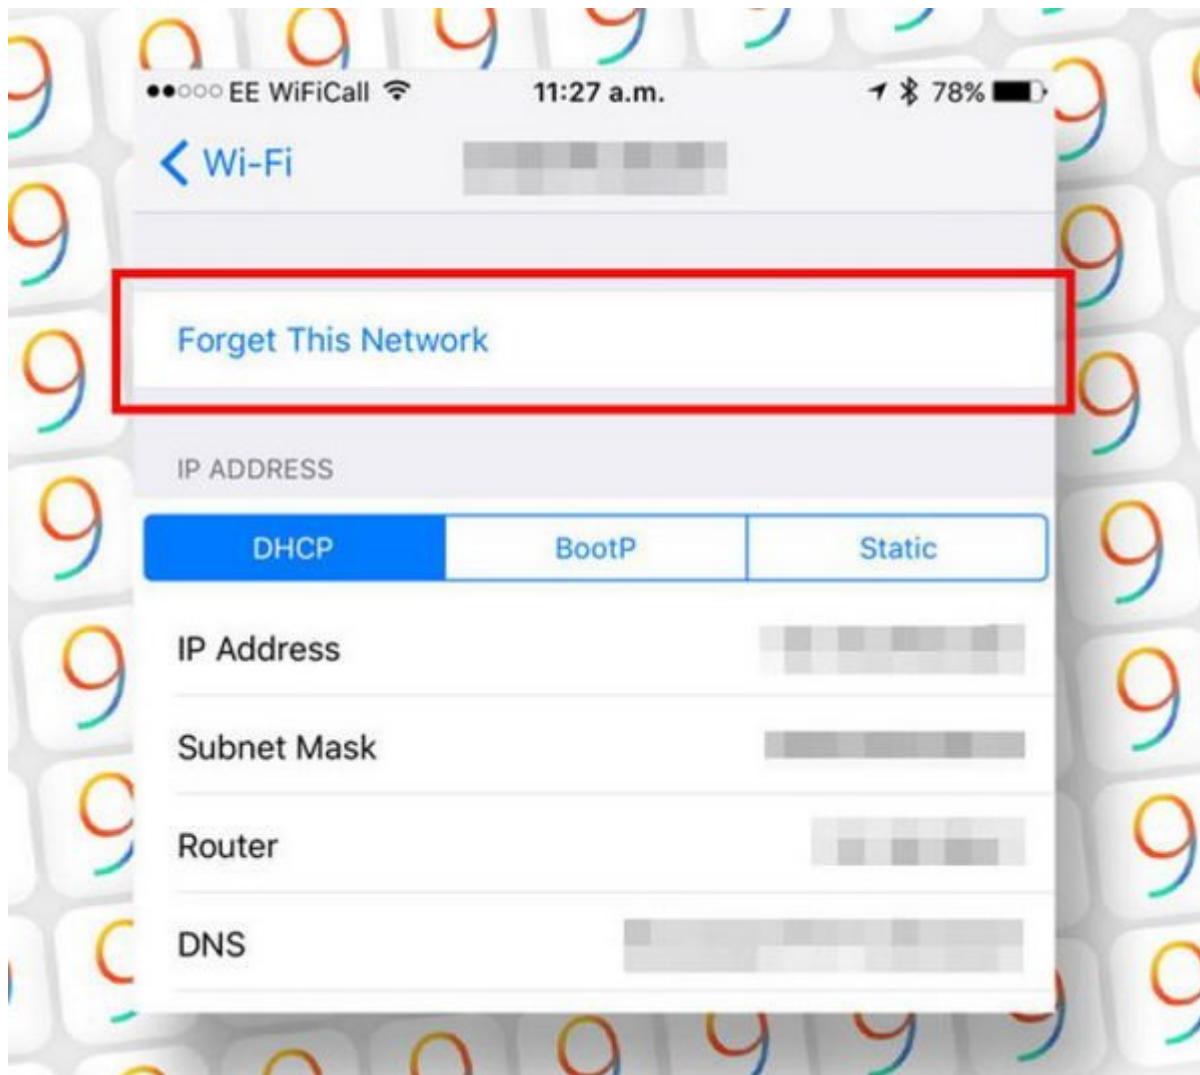 EE WiFiCall 11:27 a.m. 78%
Wi-Fi
Forget This Network
IP ADDRESS
DHCP BootP Static
IP Address
Subnet Mask
Router
DNS